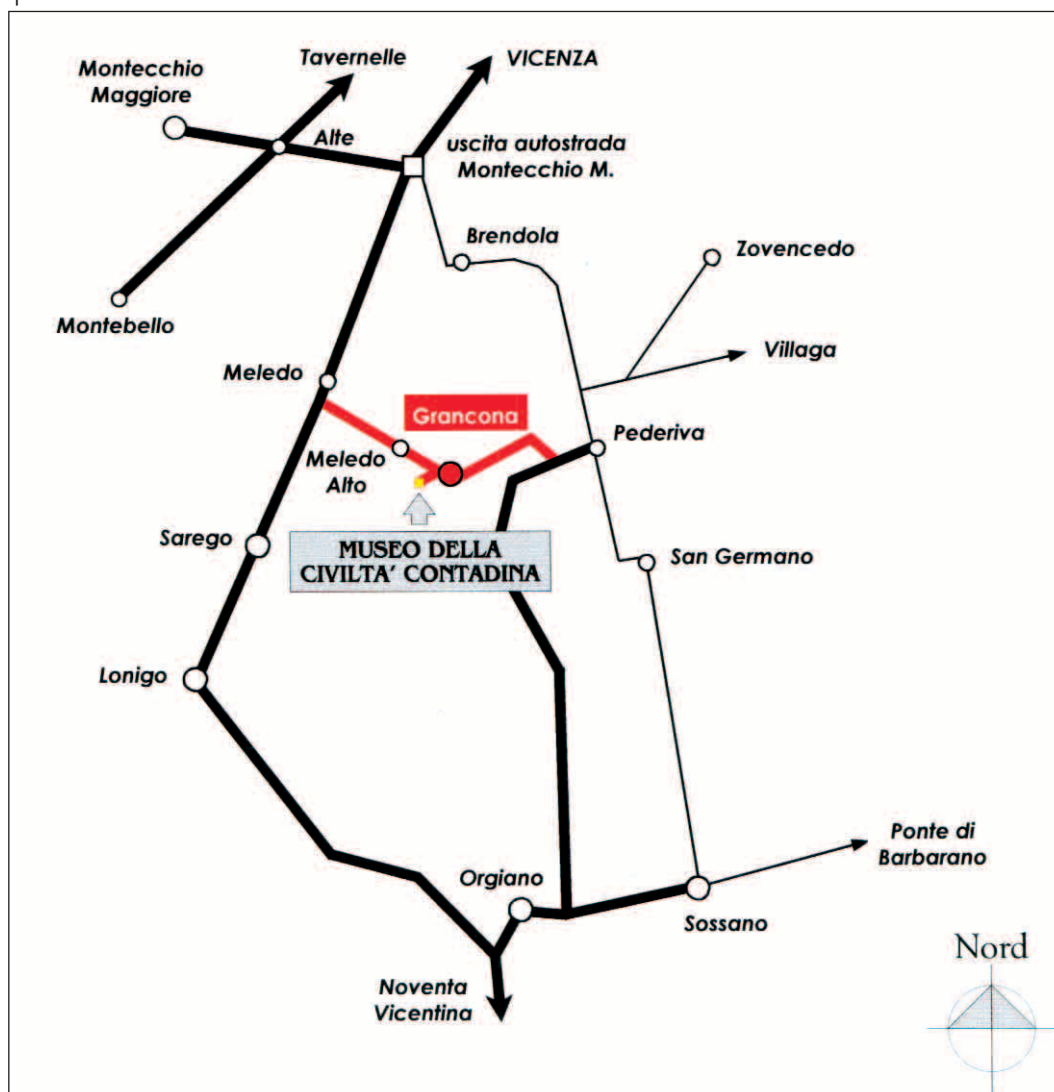 Tavernelle
VICENZA
Montecchio
Maggiore
Alte
uscita autostrada
Montecchio M.
Brendola
Zovencedo
Montebello
Villaga
Meledo
Grancona
Pederiva
Meledo
Alto
Sarego
MUSEO DELLA
CIVILTA' CONTADINA
San Germano
Lonigo
Ponte di
Barbarano
Orgiano
Sossano
Nord
Noventa
Vicentina